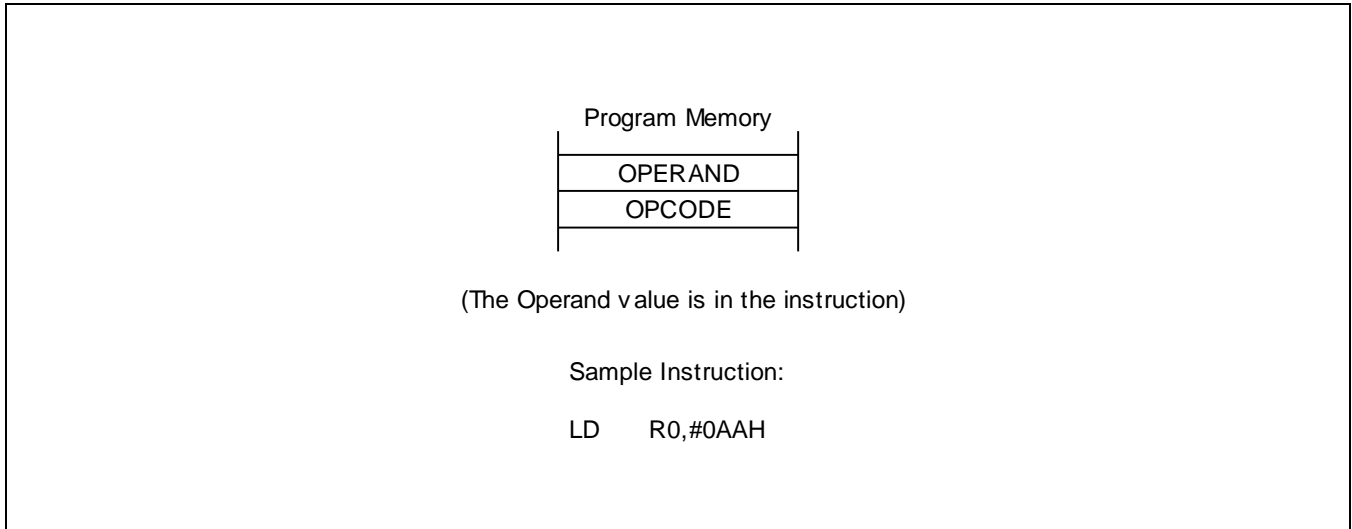 Program Memory
OPERAND
OPCODE
(The Operand value is in the instruction)
Sample Instruction:
LD R0,#0AAH